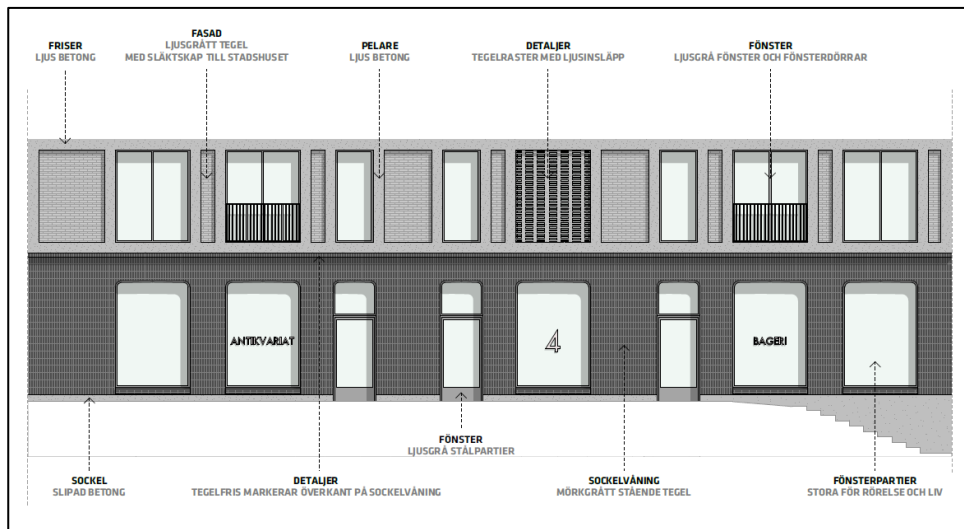 FRISER
LJUS BETONG
FASAD
LJUSGRÅTT TEGEL
MED SLÄKTSKAP TILL STADSHUSET
PELARE
LJUS BETONG
DETALJER
TEGELRASTER MED LJUSINSLÄPP
FÖNSTER
LJUSGRÅ FÖNSTER OCH FÖNSTERDÖRRAR
ANTIKVARIAT
4
BAGERI
FÖNSTER
LJUSGRÅ STÅLPARTIER
SOCKEL
SLIPAD BETONG
DETALJER
TEGELFRIS MARKERAR ÖVERKANT PÅ SOCKELVÅNING
SOCKELVÅNING
MÖRKGRÅTT STÅENDE TEGEL
FÖNSTERPARTIER
STORA FÖR RÖRELSE OCH LIV